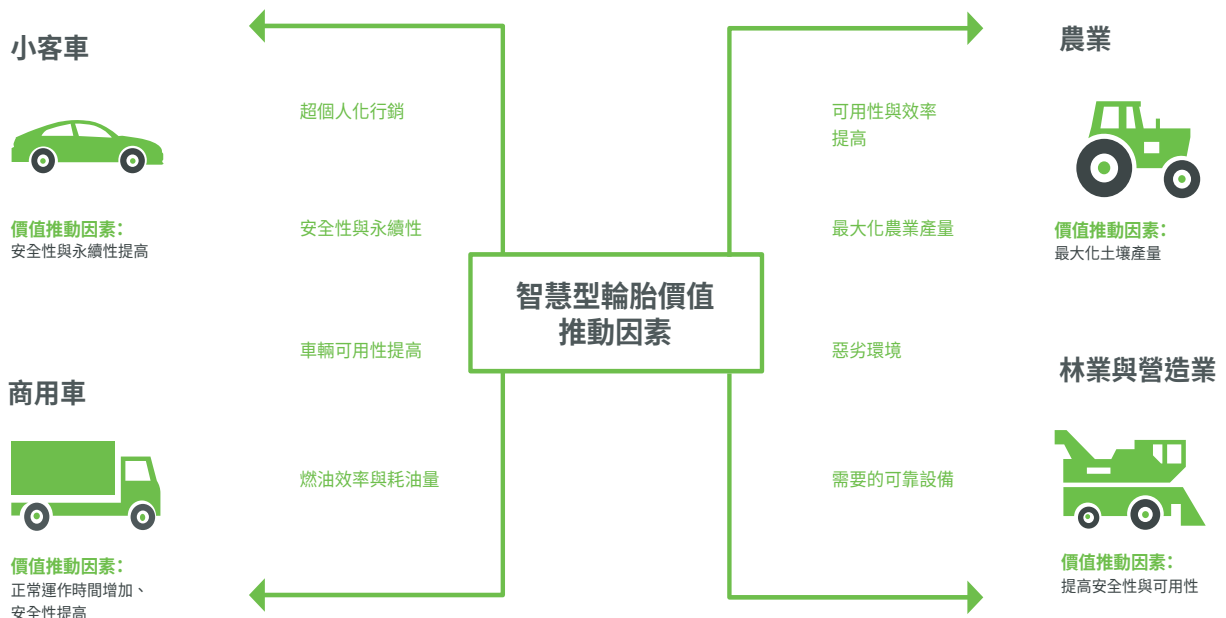 小客車
價值推動因素：
安全性與永續性提高
超個人化行銷
安全性與永續性
智慧型輪胎價值
推動因素
可用性與效率
提高
最大化農業產量
農業
價值推動因素：
最大化土壤產量
商用車
價值推動因素：
正常運作時間增加、
安全性提高
車輛可用性提高
燃油效率與耗油量
惡劣環境
需要的可靠設備
林業與營造業
價值推動因素：
提高安全性與可用性